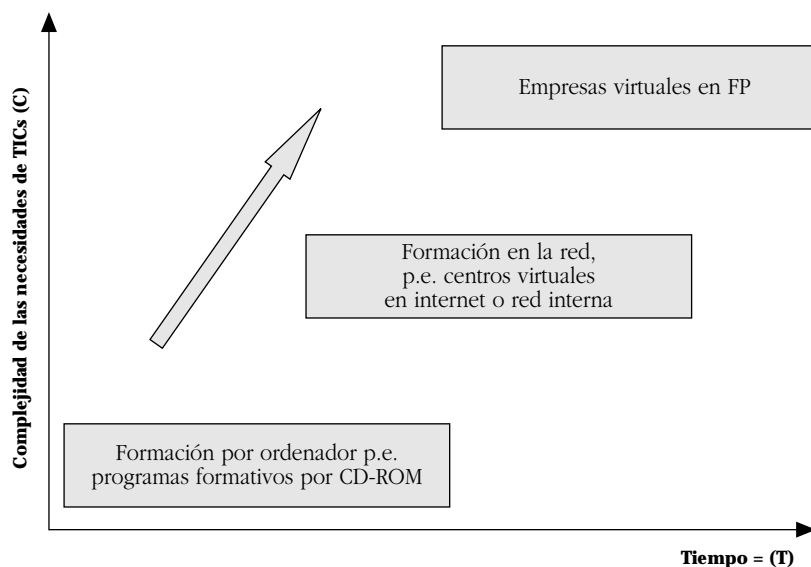 Complejidad de las necesidades de TICs (C)
Empresas virtuales en FP
Formación en la red,
p.e. centros virtuales
en internet o red interna
Formación por ordenador p.e.
programas formativos por CD-ROM
Tiempo = (T)